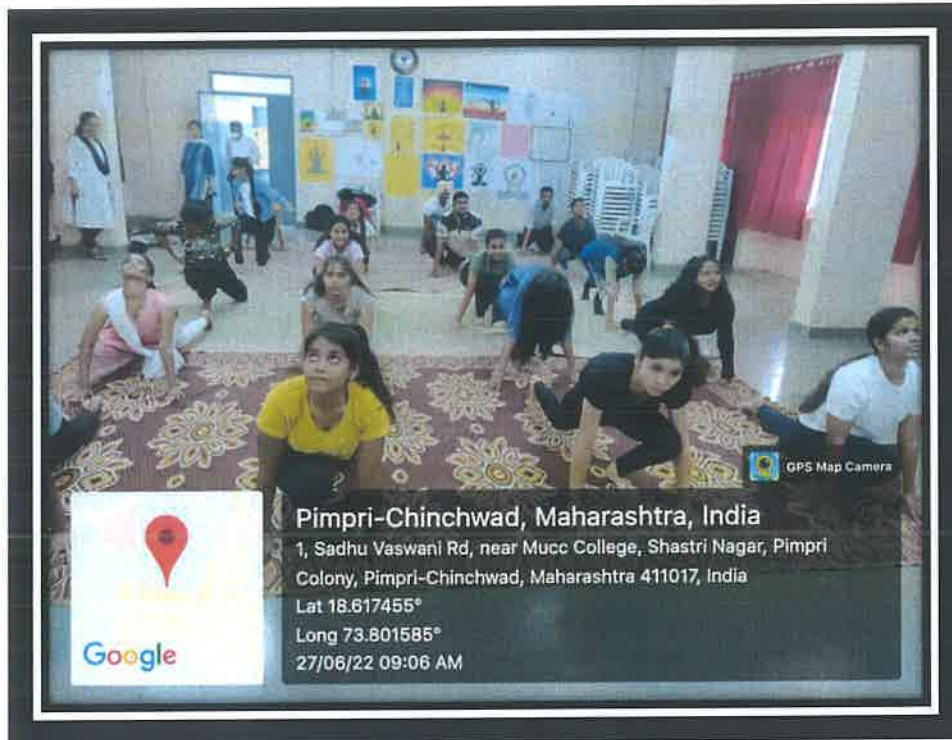 GPS Map Camera
Pimpri-Chinchwad, Maharashtra, India
1, Sadhu Vaswani Rd, near Mucc College, Shastri Nagar, Pimpri
Colony, Pimpri-Chinchwad, Maharashtra 411017, India
Lat 18.617455°
Long 73.801585°
27/06/22 09:06 AM
Google